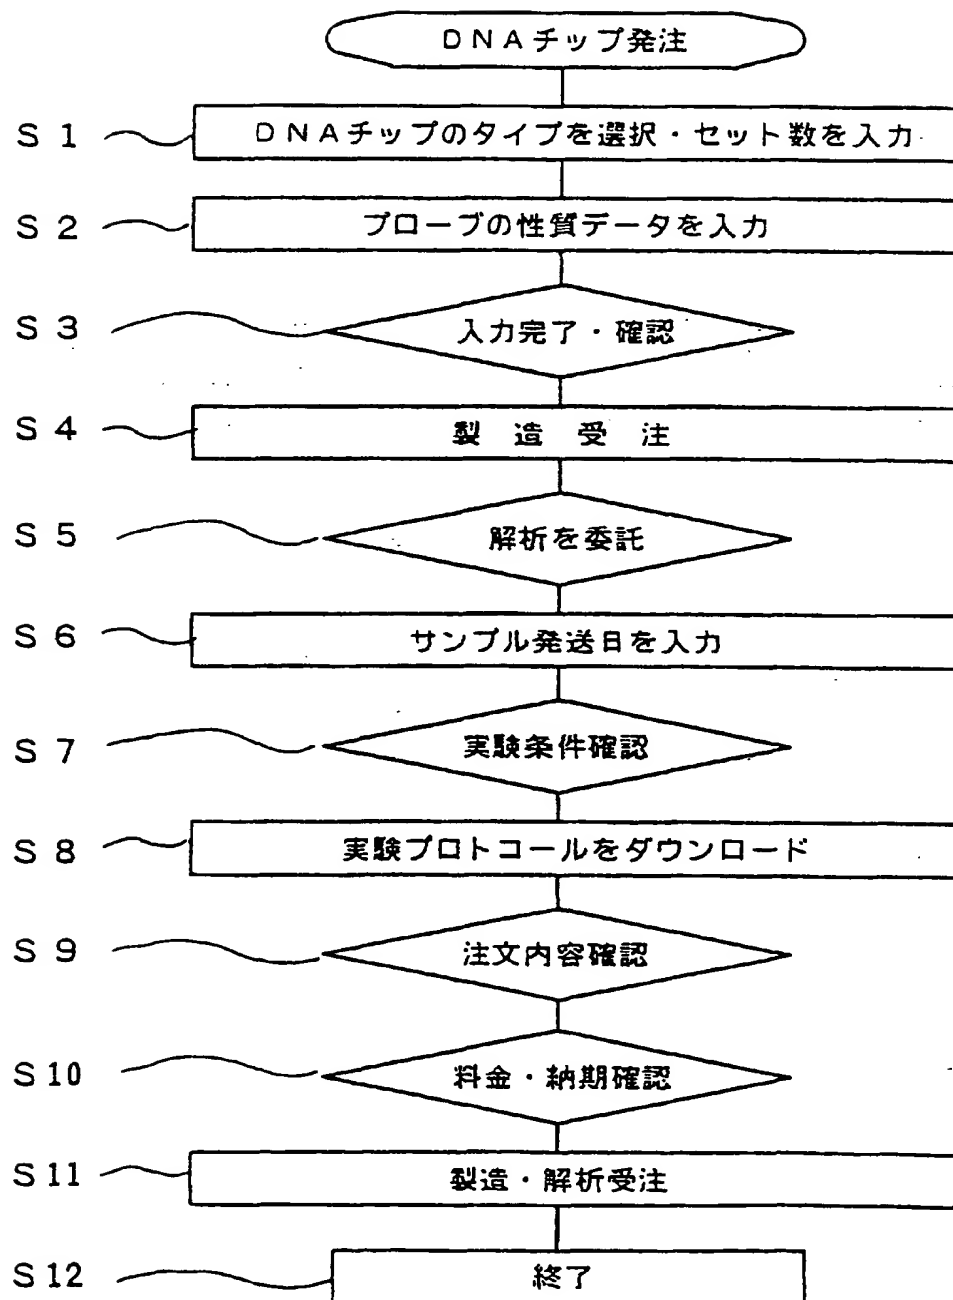 DNAチップ発注
S1 DNAチップのタイプを選択・セット数を入力
S2 プローブの性質データを入力
S3 入力完了・確認
S4 製造受注
S5 解析を委託
S6 サンプル発送日を入力
S7 実験条件確認
S8 実験プロトコールをダウンロード
S9 注文内容確認
S10 料金・納期確認
S11 製造・解析受注
S12 終了